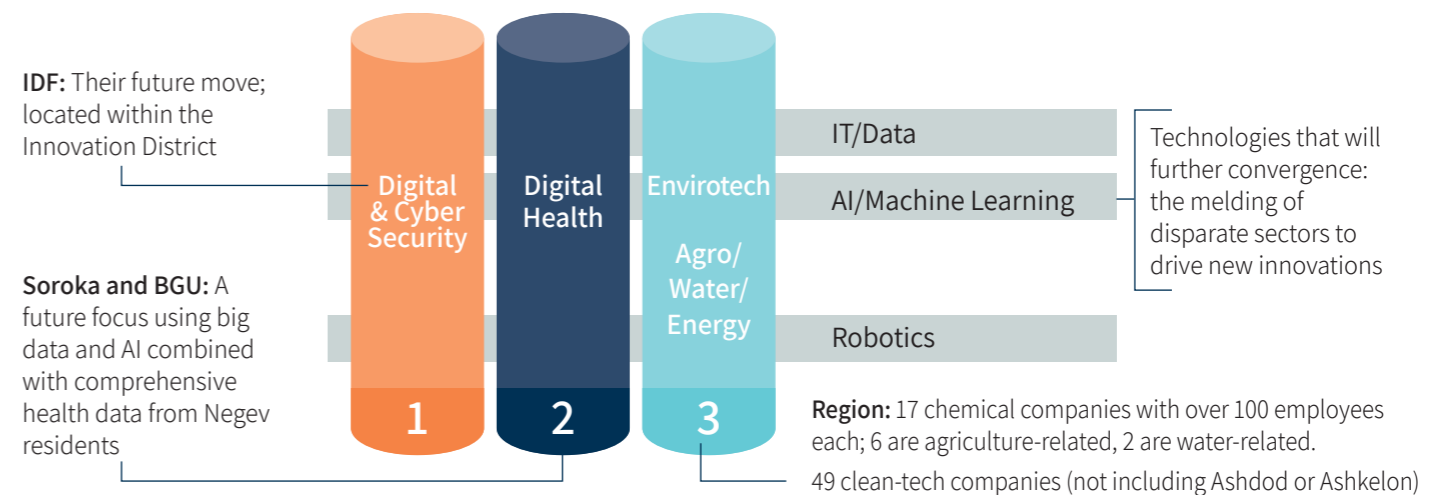 IDF: Their future move;
located within the
Innovation District
Soroka and BGU: A
future focus using big
data and AI combined
with comprehensive
health data from Negev
residents
Digital
& Cyber
Security
1
Digital
Health
2
Envirotech
Agro/
Water/
Energy
3
IT/Data
AI/Machine Learning
Robotics
Technologies that will
further convergence:
the melding of
disparate sectors to
drive new innovations
Region: 17 chemical companies with over 100 employees
each; 6 are agriculture-related, 2 are water-related.
49 clean-tech companies (not including Ashdod or Ashkelon)